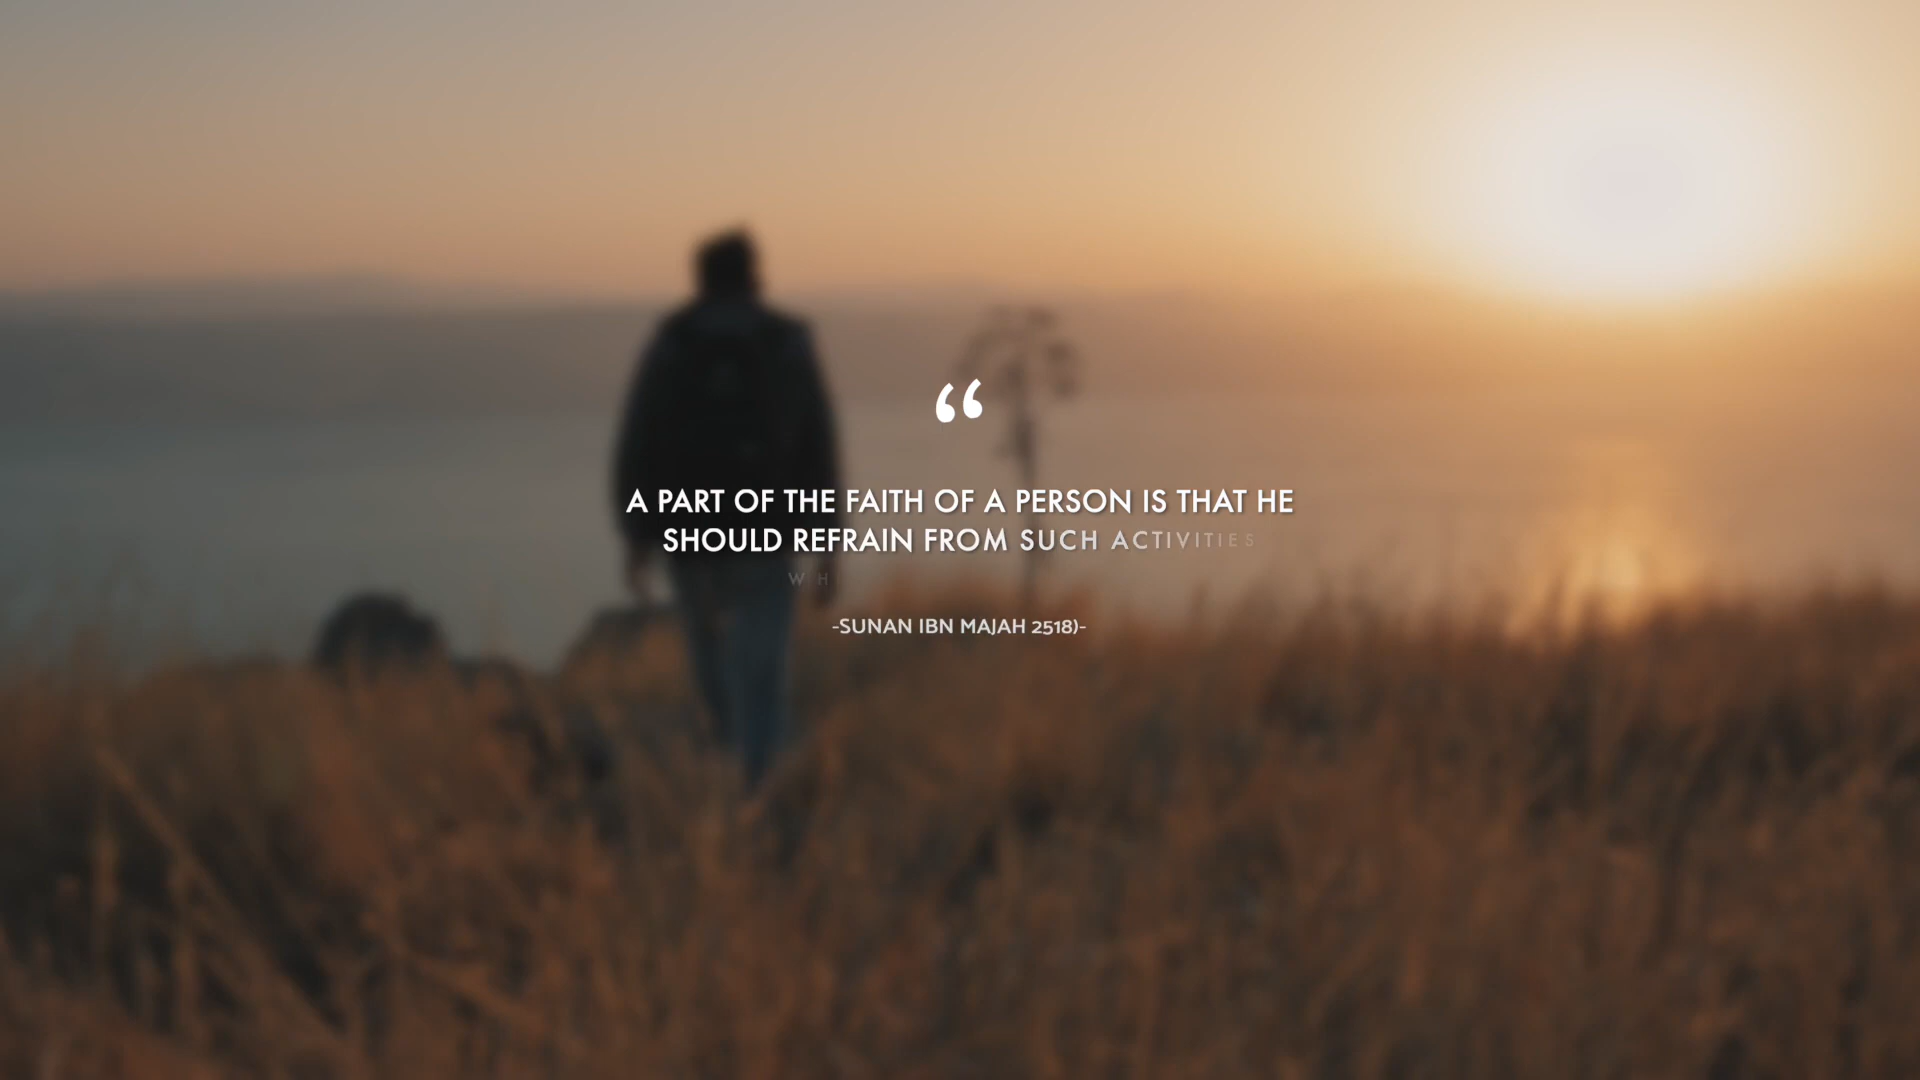 “
A PART OF THE FAITH OF A PERSON IS THAT HE
SHOULD REFRAIN FROM SUCH ACTIVITIES
-SUNAN IBN MAJAH 2518)-